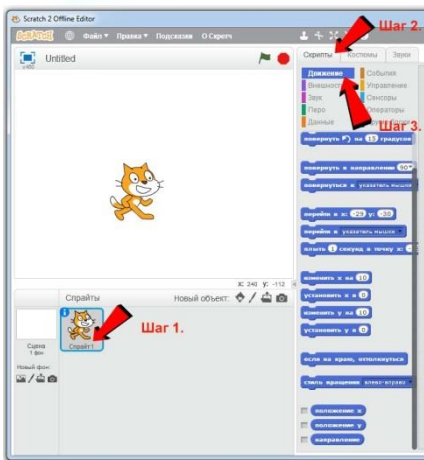 Scratch 2 Offline Editor
SCRATCH Файл Правка Подсказки О Скретч
Шаг 2.
Untitled
Скрипты Костюмы Звуки
Движение События
Внешность Управление
Звук Сенсоры
Перо Операторы
Данные
Шаг 3.
повернуть на 15 градусов
повернуть в направлении 90
повернуться к указатель мышки
перейти в x: -29 y: -30
перейти в указатель мышки
плыть 1 секунд в точку x:
x: 240 y: -112
изменить x на 10
установить x в 0
изменить y на 10
установить y в 0
если на краю, оттолкнуться
стиль вращения влево-вправо
положение x
положение y
направление
Спрайты Новый объект:
Шаг 1.
Спрайт1
Сцена
1 фон
Новый фон: